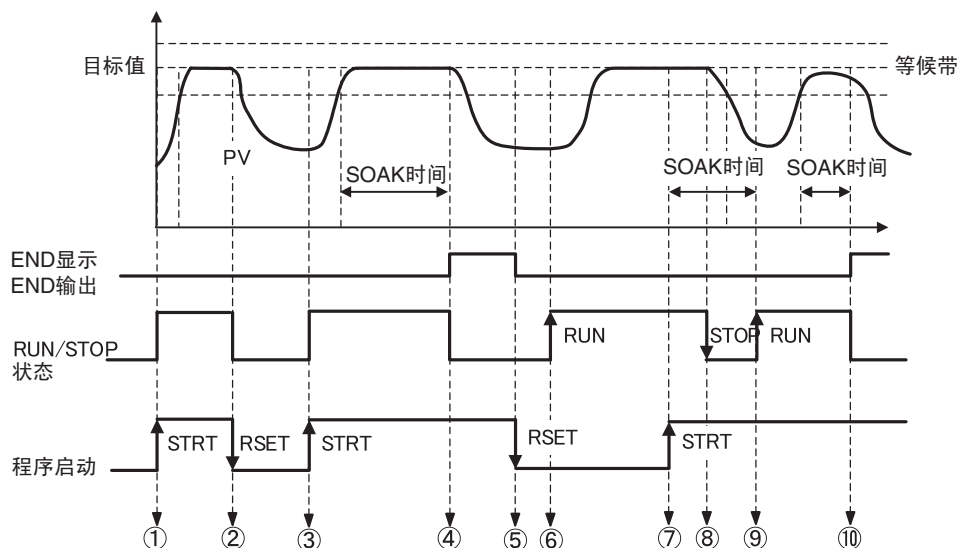 目标值
等候带
PV
SOAK时间
SOAK时间
SOAK时间
END显示
END输出
RUN/STOP
状态
RUN
STOP
RUN
程序启动
STRT
RSET
STRT
RSET
STRT
① ② ③ ④ ⑤ ⑥ ⑦ ⑧ ⑨ ⑩